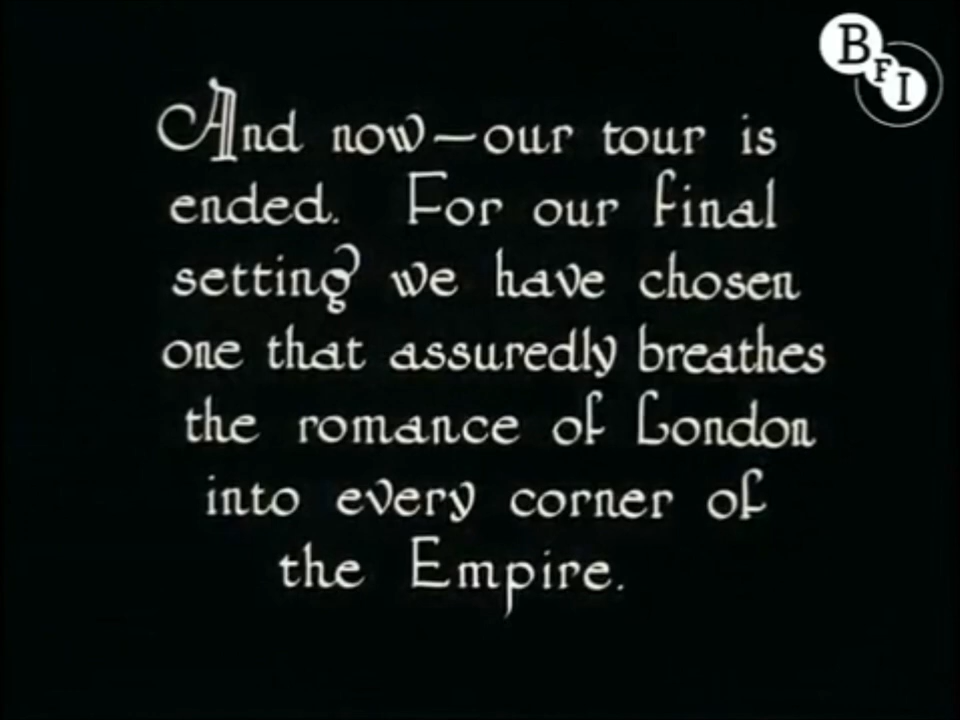 BFI
And now—our tour is
ended. For our final
setting we have chosen
one that assuredly breathes
the romance of London
into every corner of
the Empire.